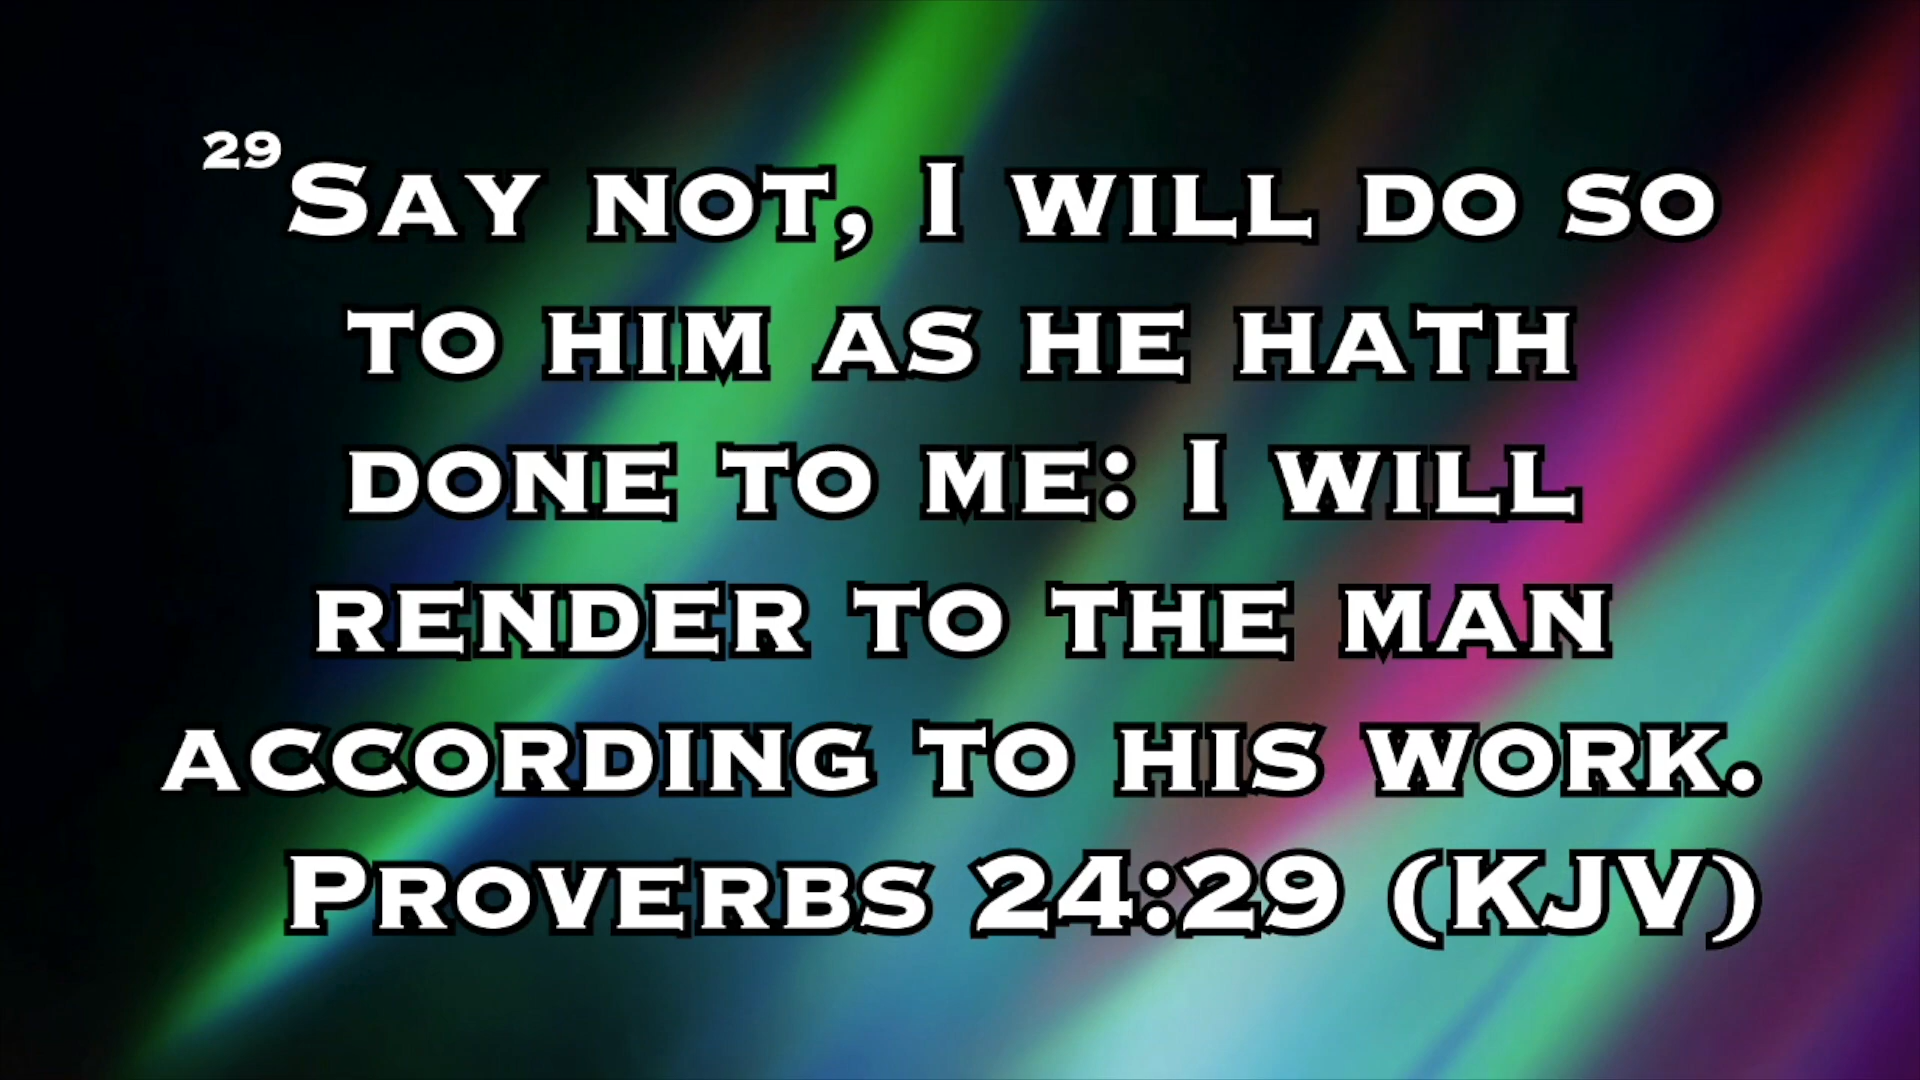 29 Say not, I will do so
to him as he hath
done to me: I will
render to the man
according to his work.
Proverbs 24:29 (KJV)